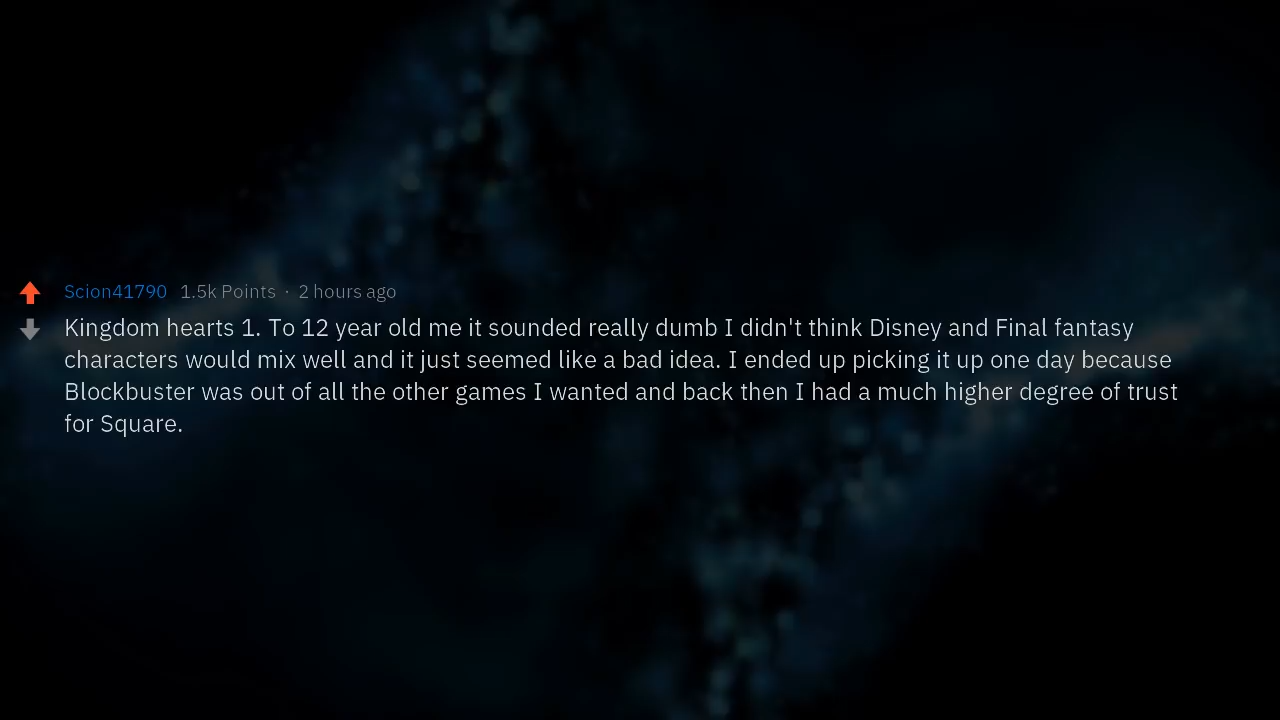 Scion41790 1.5k Points · 2 hours ago
Kingdom hearts 1. To 12 year old me it sounded really dumb I didn't think Disney and Final fantasy
characters would mix well and it just seemed like a bad idea. I ended up picking it up one day because
Blockbuster was out of all the other games I wanted and back then I had a much higher degree of trust
for Square.